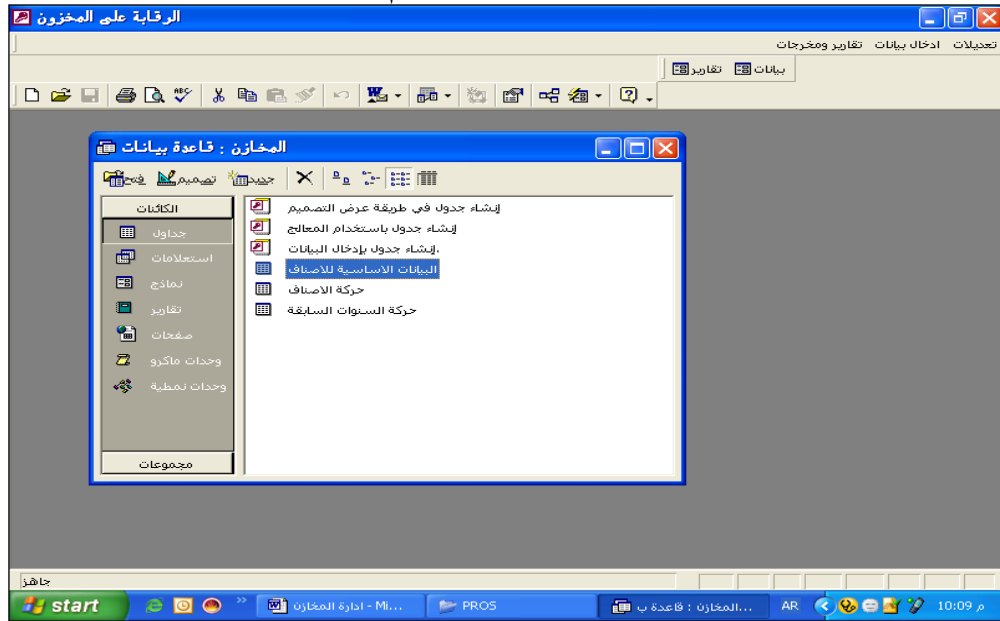 الرقابة على المخزون
تعديلات ادخال بيانات تقارير ومخرجات
بيانات تقارير
المخازن : قاعدة بيانات
فتح تصميم جديد
الكائنات
جداول
استعلامات
نماذج
تقارير
صفحات
وحدات ماكرو
وحدات نمطية
مجموعات
إنشاء جدول في طريقة عرض التصميم
إنشاء جدول باستخدام المعالج
إنشاء جدول بإدخال البيانات.
البيانات الاساسية للاصناف
حركة الاصناف
حركة السنوات السابقة
جاهز
start
ادارة المخازن - Mi...
PROS
المخازن : قاعدة ب...
AR
10:09 م